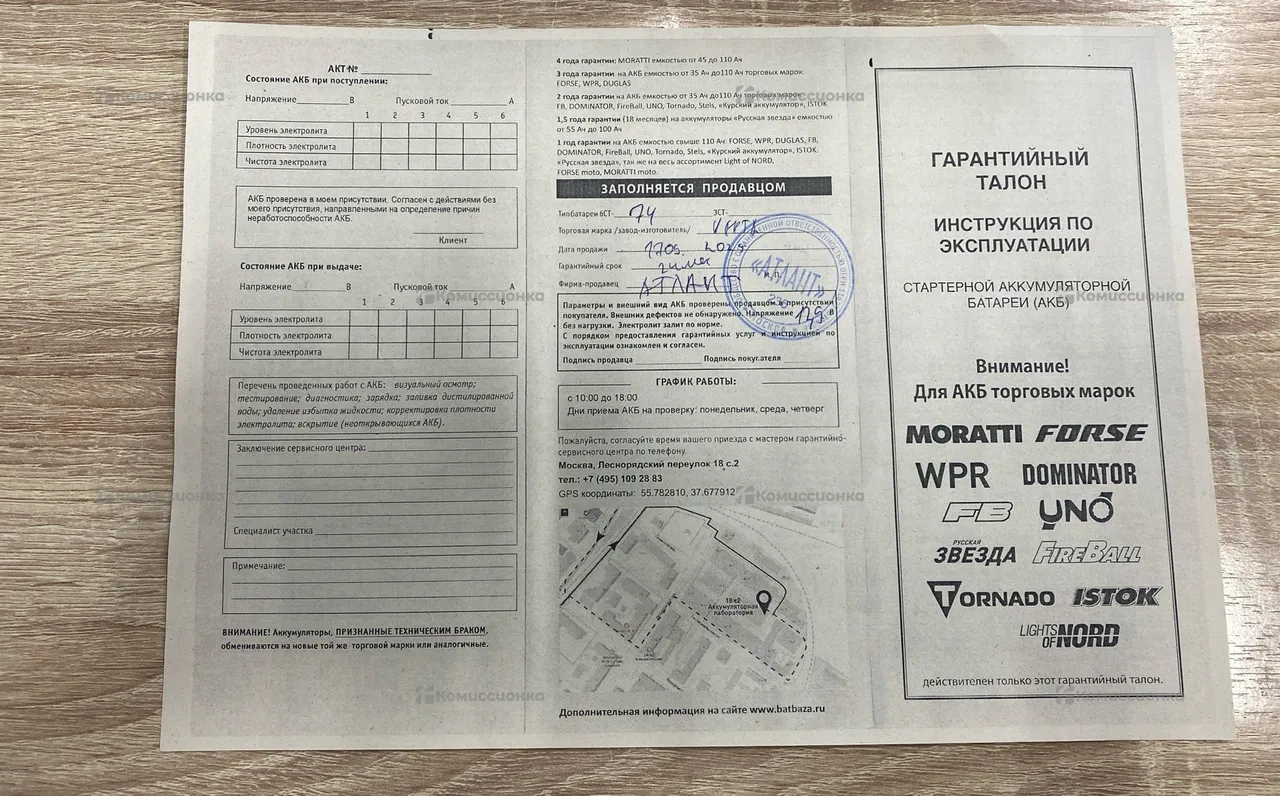 АКТ №
Состояние АКБ при поступлении:
Напряжение В Пусковой ток А
1 2 3 4 5 6
Уровень электролита
Плотность электролита
Чистота электролита
АКБ проверена в моем присутствии. Согласен с действиями без
моего присутствия, направленными на определение причин
неработоспособности АКБ.
Клиент
Состояние АКБ при выдаче:
Напряжение В Пусковой ток А
1 2 3 4 5 6
Уровень электролита
Плотность электролита
Чистота электролита
Перечень проведенных работ с АКБ: визуальный осмотр;
тестирование; диагностика; зарядка; заливка дистилированной
воды; удаление избытка жидкости; корректировка плотности
электролита; вскрытие (неоткрывающихся АКБ).
Заключение сервисного центра:
Специалист участка
Примечание:
ВНИМАНИЕ! Аккумуляторы, ПРИЗНАННЫЕ ТЕХНИЧЕСКИМ БРАКОМ,
обмениваются на новые той же торговой марки или аналогичные.
4 года гарантии: MORATTI емкостью от 45 до 110 Ач
3 года гарантии на АКБ емкостью от 35 Ач до110 Ач торговых марок:
FORSE, WPR, DUGLAS
2 года гарантии на АКБ емкостью от 35 Ач до110 Ач торговых марок
FB, DOMINATOR, FireBall, UNO, Tornado, Stels, «Курский аккумулятор», ISTOK
1,5 года гарантии (18 месяцев) на аккумуляторы «Русская звезда» емкостью
от 55 Ач до 100 Ач
1 год гарантии на АКБ емкостью свыше 110 Ач: FORSE, WPR, DUGLAS, FB,
DOMINATOR, FireBall, UNO, Tornado, Stels, «Курский аккумулятор», ISTOK.
«Русская звезда», так же на весь ассортимент Light of NORD,
FORSE moto, MORATTI moto.
ЗАПОЛНЯЕТСЯ ПРОДАВЦОМ
Тип батареи 6СТ- 74 3СТ-
Торговая марка /завод-изготовитель/
Дата продажи
Гарантийный срок
Фирма-продавец АТЛАНТ
«АТЛАНТ»
М.П.
Параметры и внешний вид АКБ проверены продавцом в присутствии
покупателя. Внешних дефектов не обнаружено. Напряжение в
без нагрузки. Электролит залит по норме.
С порядком предоставления гарантийных услуг и инструкцией по
эксплуатации ознакомлен и согласен.
Подпись продавца Подпись покупателя
ГРАФИК РАБОТЫ:
с 10:00 до 18:00
Дни приема АКБ на проверку: понедельник, среда, четверг
Пожалуйста, согласуйте время вашего приезда с мастером гарантийно-
сервисного центра по телефону.
Москва, Леснорядский переулок 18 с.2
тел.: +7 (495) 109 28 83
GPS координаты: 55.782810, 37.677912
18 к2
Аккумуляторная
лаборатория
Дополнительная информация на сайте www.batbaza.ru
ГАРАНТИЙНЫЙ
ТАЛОН
ИНСТРУКЦИЯ ПО
ЭКСПЛУАТАЦИИ
СТАРТЕРНОЙ АККУМУЛЯТОРНОЙ
БАТАРЕИ (АКБ)
Внимание!
Для АКБ торговых марок
MORATTI FORSE
WPR DOMINATOR
FB UNO
РУССКАЯ
ЗВЕЗДА FIREBALL
TORNADO ISTOK
LIGHTS
OF NORD
действителен только этот гарантийный талон.
Комиссионка
Комиссионка
Комиссионка
Комиссионка
Комиссионка
Комиссионка
Комиссионка
Комиссионка
Комиссионка